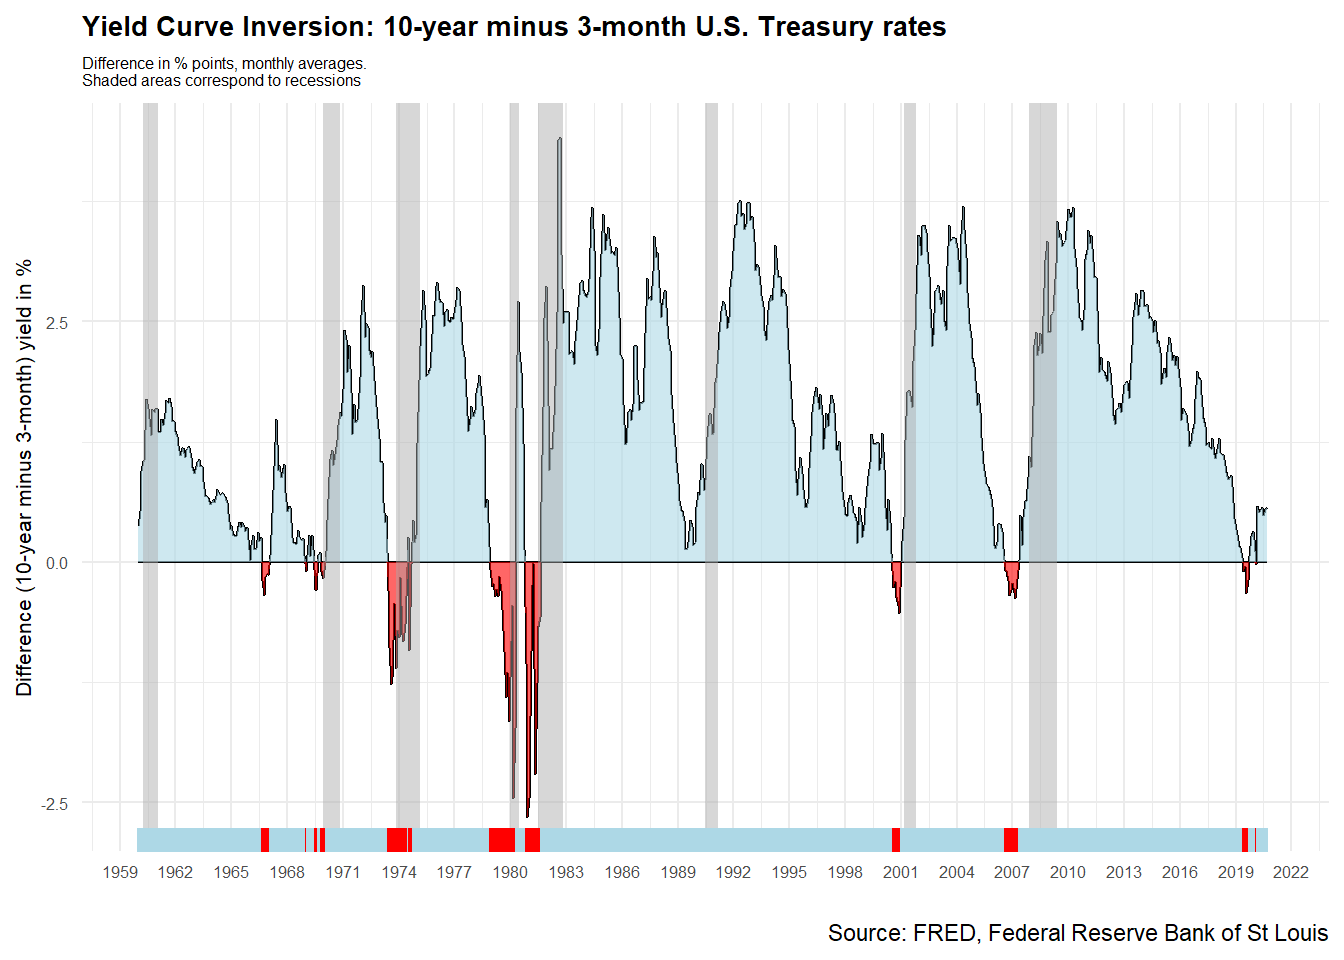 Yield Curve Inversion: 10-year minus 3-month U.S. Treasury rates
Difference in % points, monthly averages.
Shaded areas correspond to recessions
Difference (10-year minus 3-month) yield in %
2.5
0.0
-2.5
1959 1962 1965 1968 1971 1974 1977 1980 1983 1986 1989 1992 1995 1998 2001 2004 2007 2010 2013 2016 2019 2022
Source: FRED, Federal Reserve Bank of St Louis